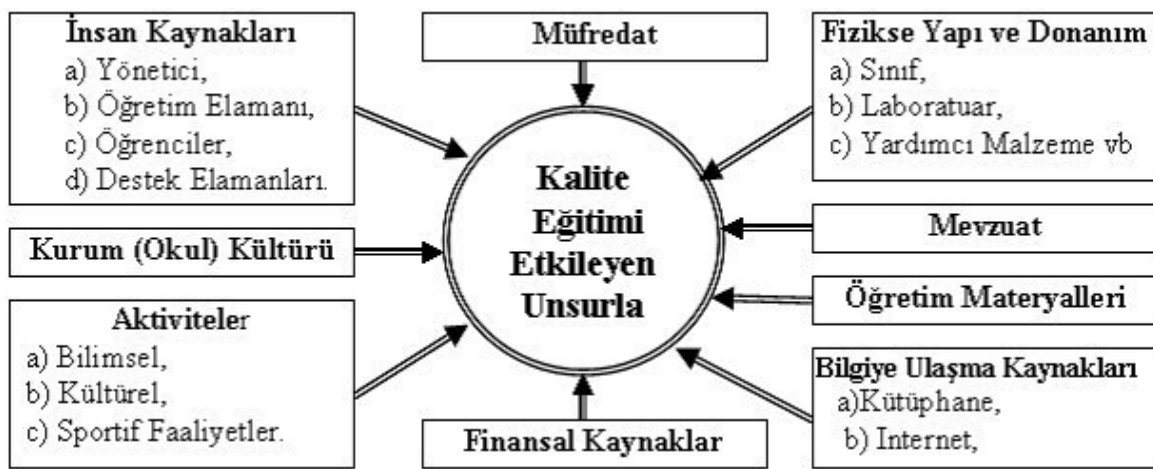 İnsan Kaynakları
a) Yönetici,
b) Öğretim Elamanı,
c) Öğrenciler,
d) Destek Elamanları.
Kurum (Okul) Kültürü
Aktiviteler
a) Bilimsel,
b) Kültürel,
c) Sportif Faaliyetler.
Müfredat
Kalite
Eğitimi
Etkileyen
Unsurla
Finansal Kaynaklar
Fizikse Yapı ve Donanım
a) Sınıf,
b) Laboratuar,
c) Yardımcı Malzeme vb
Mevzuat
Öğretim Materyalleri
Bilgiye Ulaşma Kaynakları
a)Kütüphane,
b) Internet,